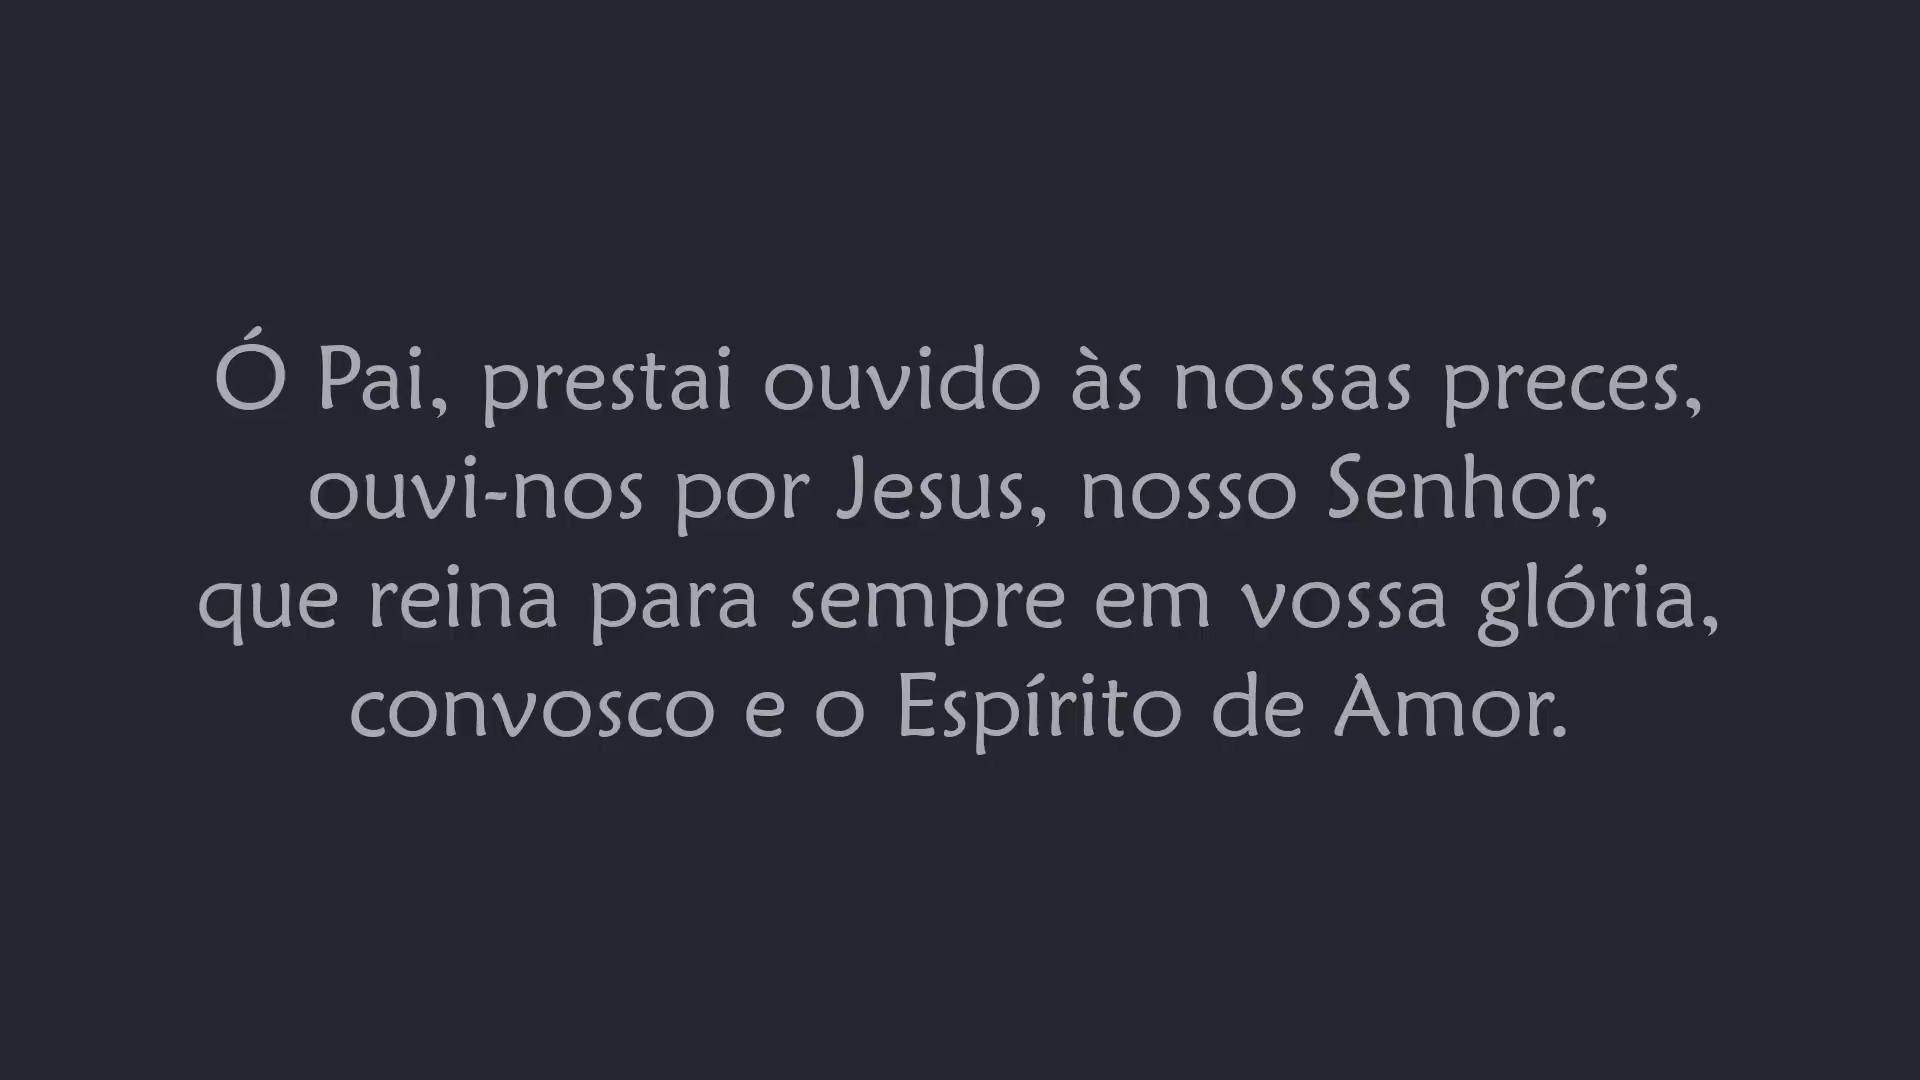 Ó Pai, prestai ouvido às nossas preces,
ouvi-nos por Jesus, nosso Senhor,
que reina para sempre em vossa glória,
convosco e o Espírito de Amor.